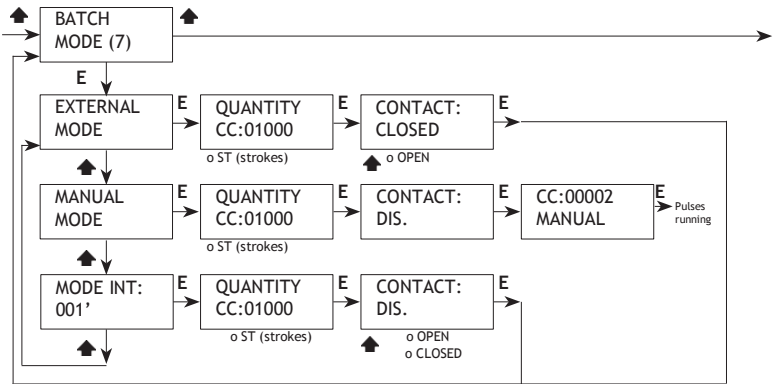 BATCH
MODE (7)
E
EXTERNAL
MODE
E
QUANTITY
CC:01000
o ST (strokes)
E
CONTACT:
CLOSED
o OPEN
E
MANUAL
MODE
E
QUANTITY
CC:01000
o ST (strokes)
E
CONTACT:
DIS.
E
CC:00002
MANUAL
E
Pulses
running
MODE INT:
001’
E
QUANTITY
CC:01000
o ST (strokes)
E
CONTACT:
DIS.
o OPEN
o CLOSED
E